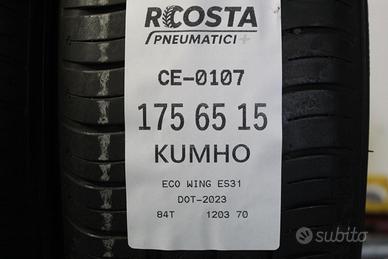 RCOSTA
PNEUMATICI+
CE-0107
175 65 15
KUMHO
ECO WING ES31
DOT-2023
84T 1203 70
subito